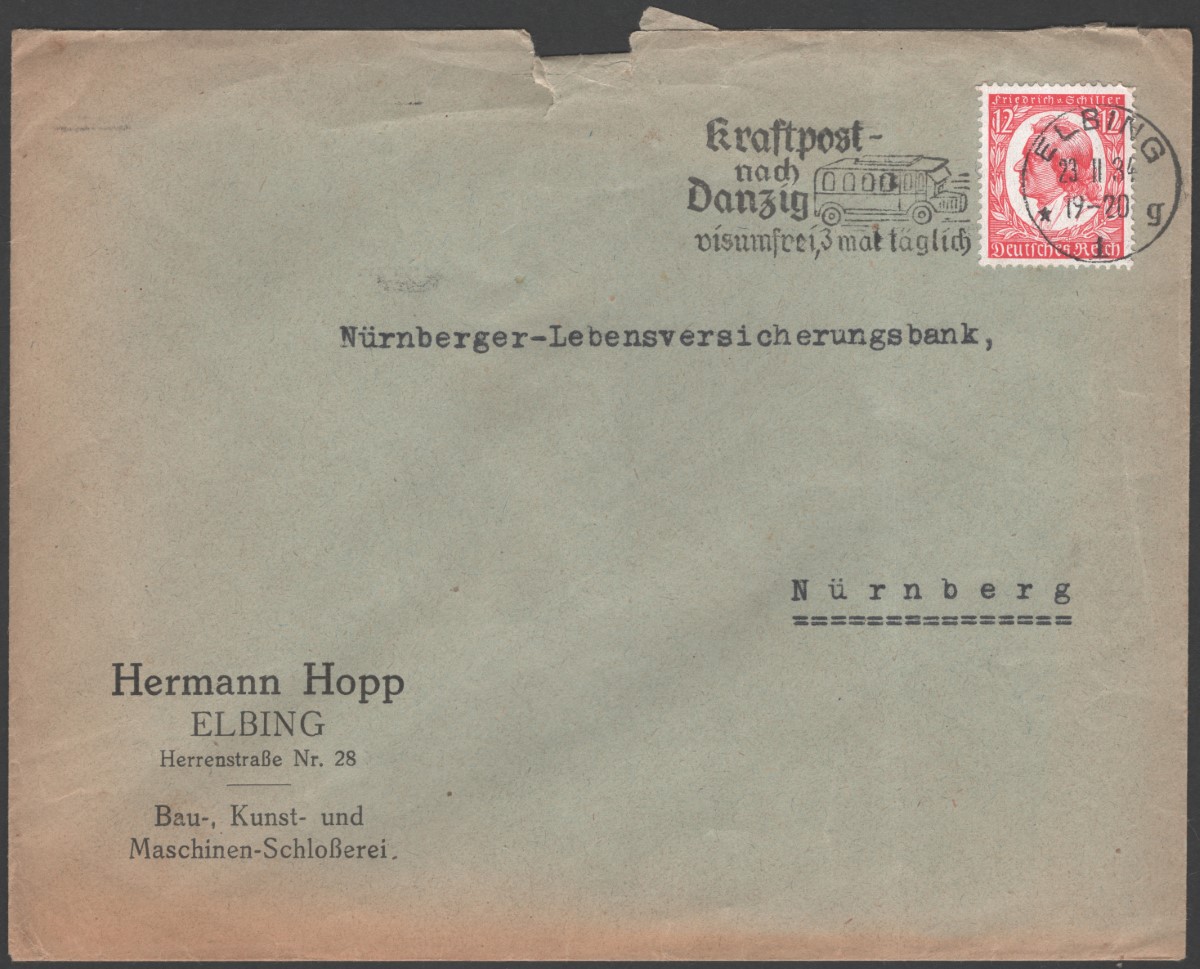 Kraftpost-
nach
Danzig
visumfrei, 3 mal täglich
Friedrich v. Schiller
12 12
Deutsches Reich
ELBING
23 11 34
19-20
* 1 g
Nürnberger-Lebensversicherungsbank,
Nürnberg
===============
Hermann Hopp
ELBING
Herrenstraße Nr. 28
Bau-, Kunst- und
Maschinen-Schloßerei.